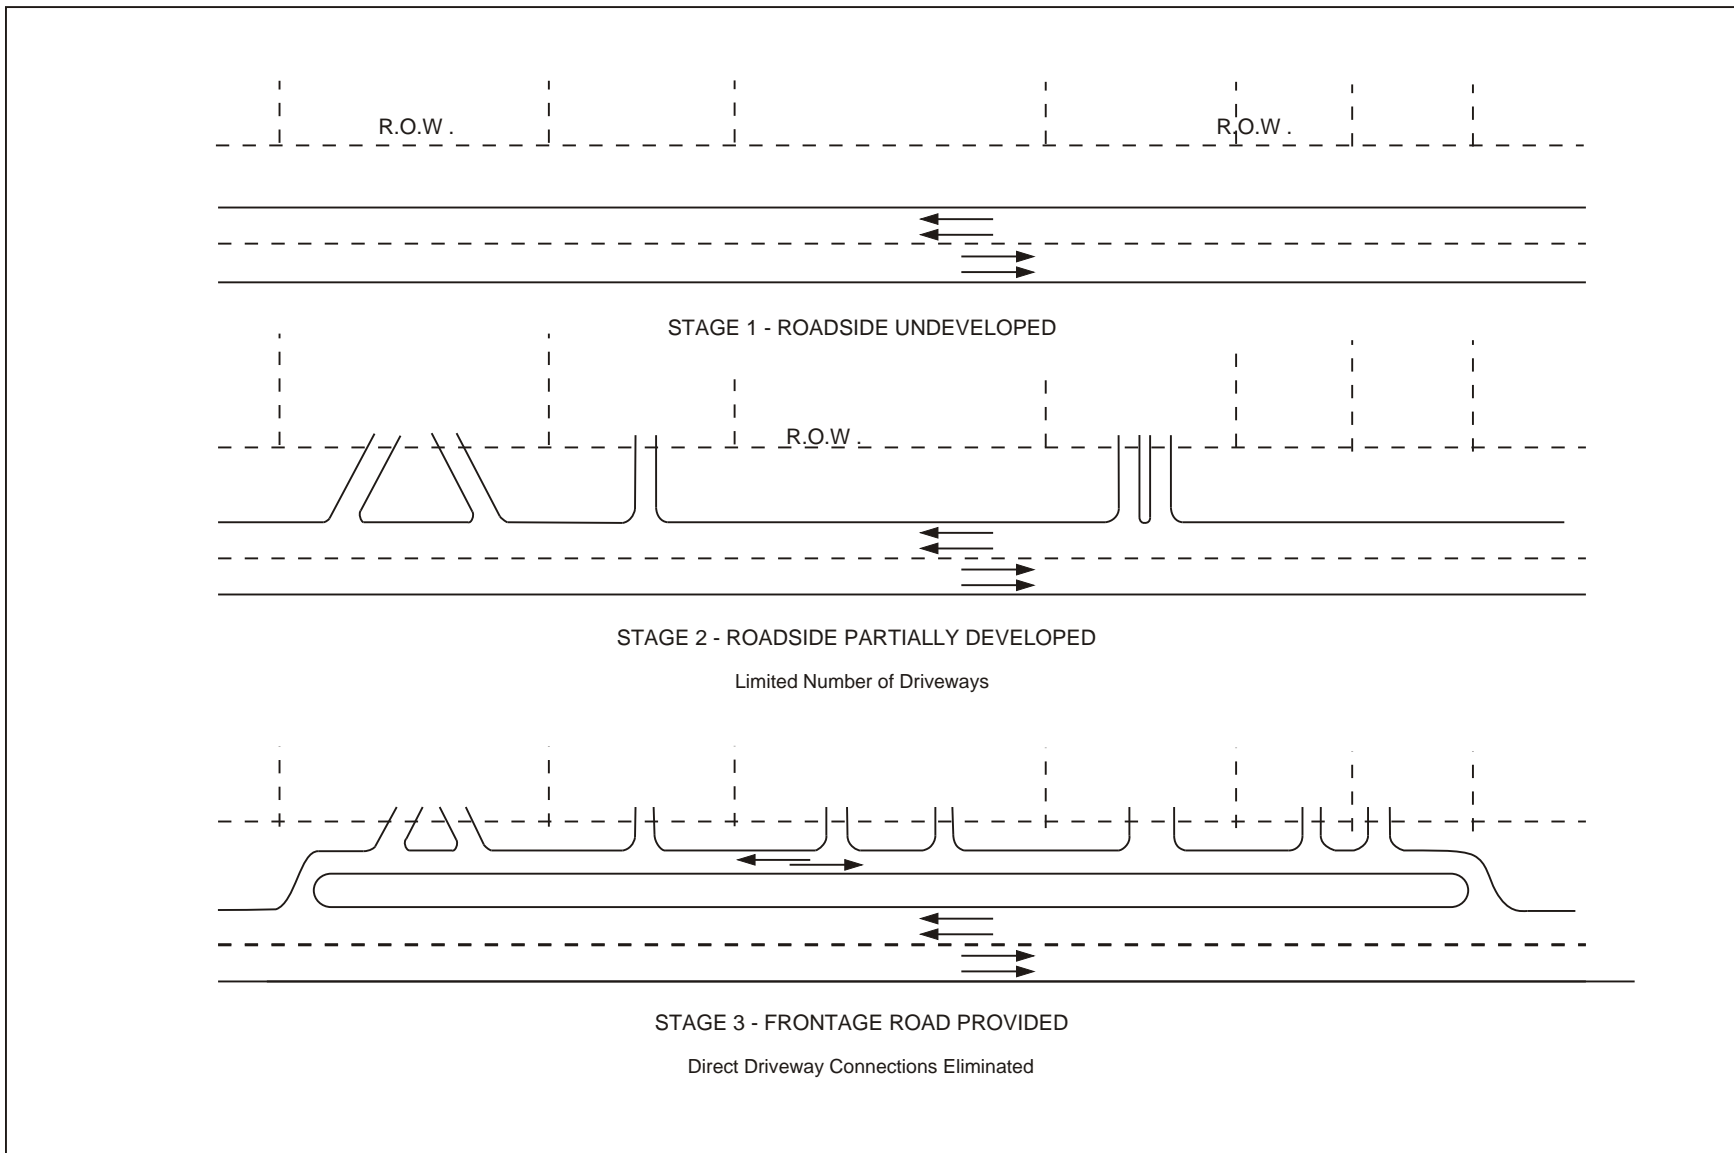 R.O.W .
R.O.W .
STAGE 1 - ROADSIDE UNDEVELOPED
R.O.W .
STAGE 2 - ROADSIDE PARTIALLY DEVELOPED
Limited Number of Driveways
STAGE 3 - FRONTAGE ROAD PROVIDED
Direct Driveway Connections Eliminated